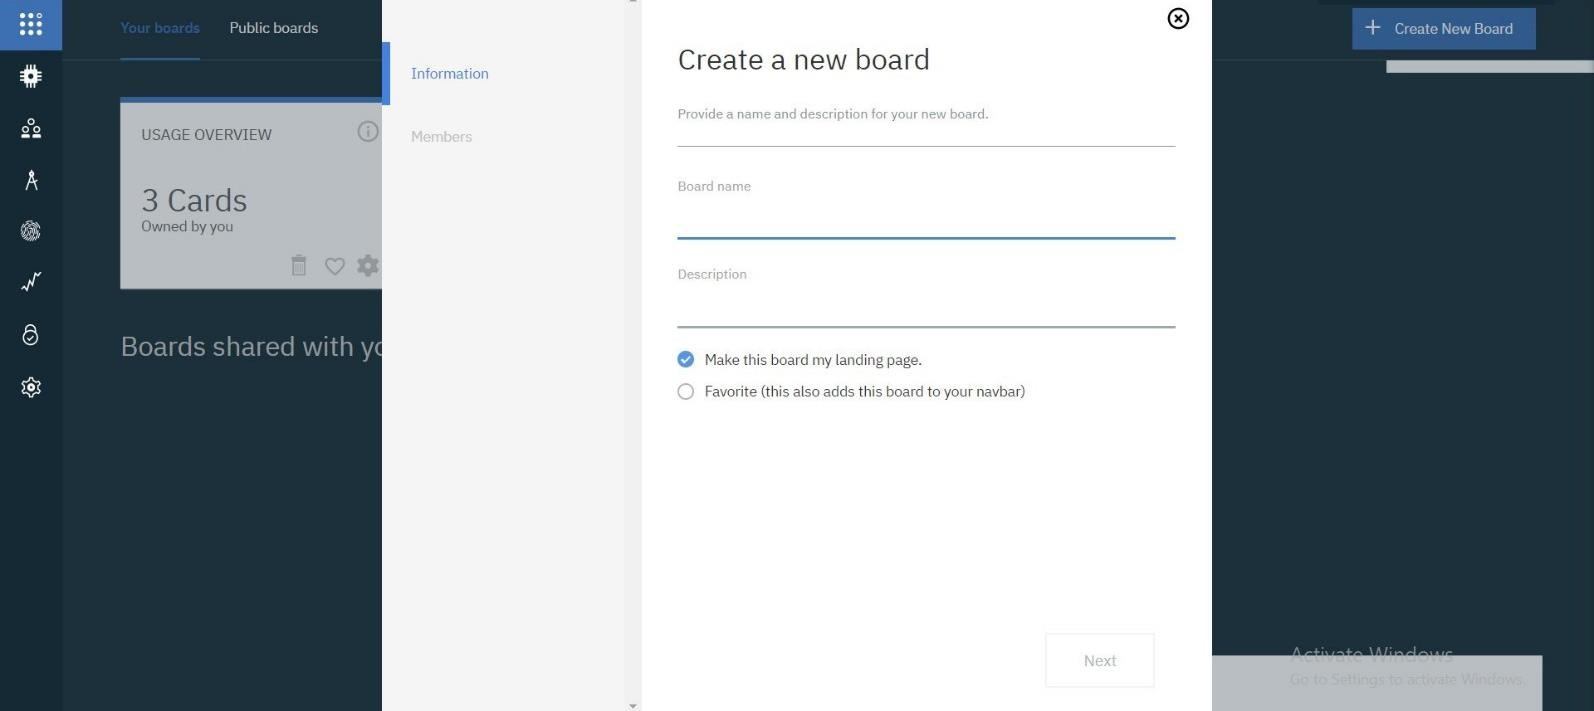 Your boards
Public boards
Create New Board
USAGE OVERVIEW
3 Cards
Owned by you
Boards shared with
Information
Members
Create a new board
Provide a name and description for your new board.
Board name
Description
Make this board my landing page.
Favorite (this also adds this board to your navbar)
Next
Activate Windows
Go to Settings to activate Windows.